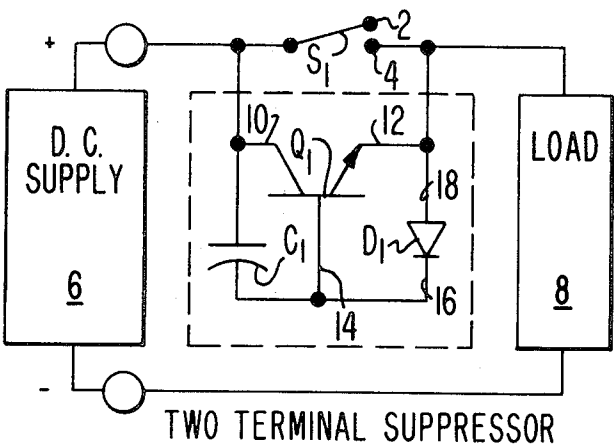 +
2
S1
4
D. C.
SUPPLY
6
10
Q1
12
18
C1
D1
14
16
LOAD
8
-
TWO TERMINAL SUPPRESSOR